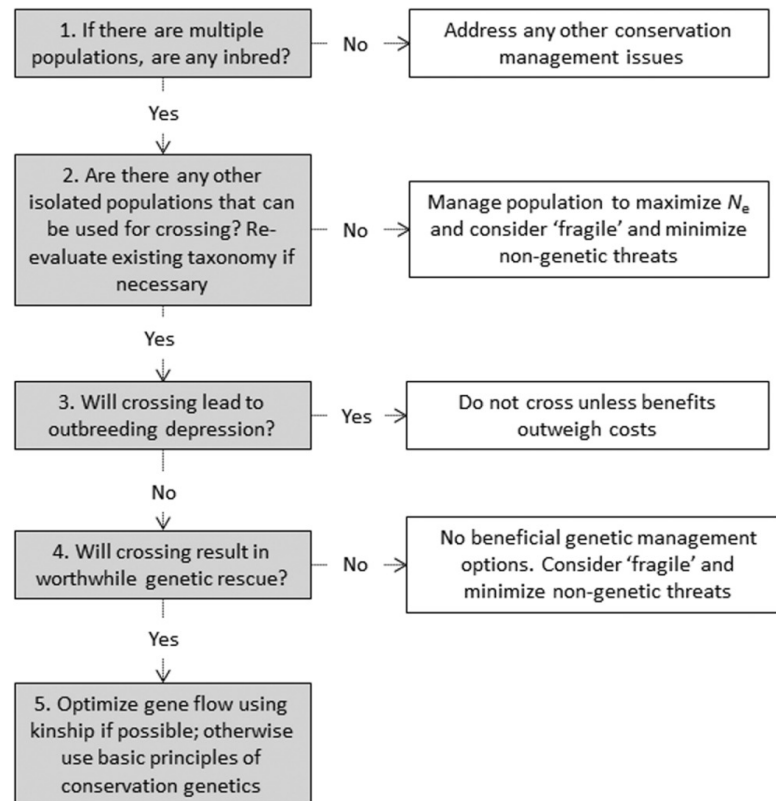 1. If there are multiple
populations, are any inbred?
No
Address any other conservation
management issues
Yes
2. Are there any other
isolated populations that can
be used for crossing? Re-
evaluate existing taxonomy if
necessary
No
Manage population to maximize Ne
and consider ‘fragile’ and minimize
non-genetic threats
Yes
3. Will crossing lead to
outbreeding depression?
Yes
Do not cross unless benefits
outweigh costs
No
4. Will crossing result in
worthwhile genetic rescue?
No
No beneficial genetic management
options. Consider ‘fragile’ and
minimize non-genetic threats
Yes
5. Optimize gene flow using
kinship if possible; otherwise
use basic principles of
conservation genetics